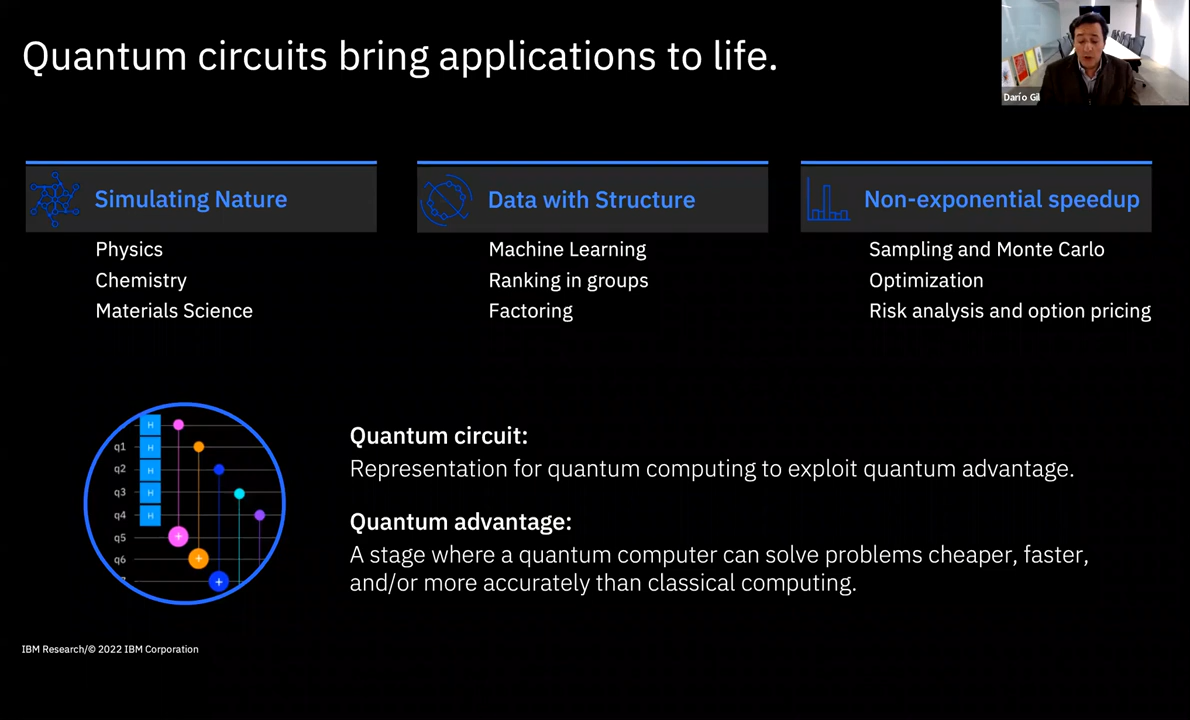 Quantum circuits bring applications to life.
Darío Gil
Simulating Nature
Physics
Chemistry
Materials Science
Data with Structure
Machine Learning
Ranking in groups
Factoring
Non-exponential speedup
Sampling and Monte Carlo
Optimization
Risk analysis and option pricing
H
q1 H
q2 H
q3 H
q4 H
q5 +
q6 +
+
Quantum circuit:
Representation for quantum computing to exploit quantum advantage.
Quantum advantage:
A stage where a quantum computer can solve problems cheaper, faster,
and/or more accurately than classical computing.
IBM Research/© 2022 IBM Corporation